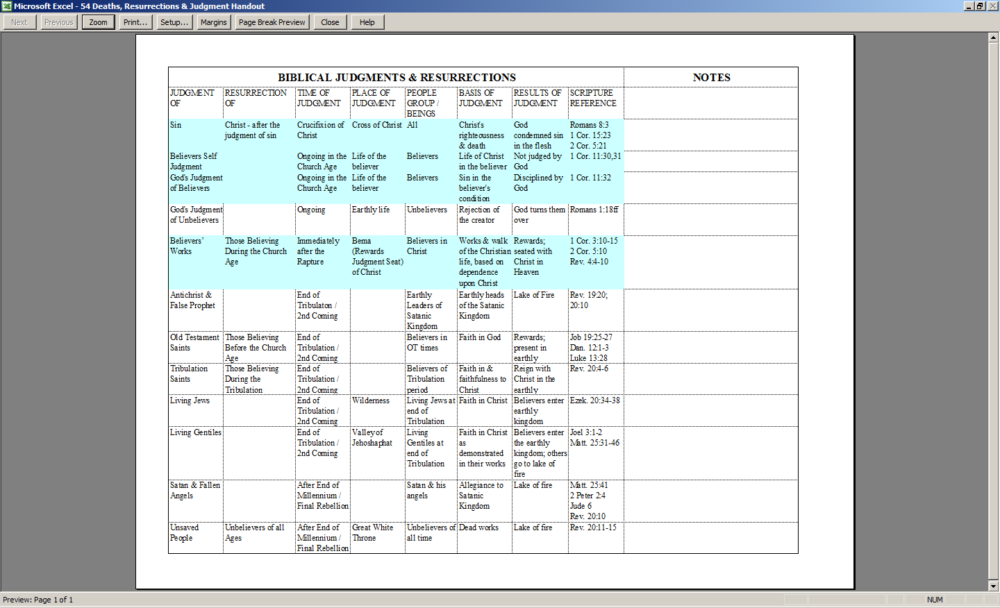 Microsoft Excel - 54 Deaths, Resurrections & Judgment Handout
Next Previous Zoom Print... Setup... Margins Page Break Preview Close Help
BIBLICAL JUDGMENTS & RESURRECTIONS NOTES
JUDGMENT RESURRECTION TIME OF PLACE OF PEOPLE BASIS OF RESULTS OF SCRIPTURE
OF OF JUDGMENT JUDGMENT GROUP / JUDGMENT JUDGMENT REFERENCE
BEINGS
Sin Christ - after the Crucifixion of Cross of Christ All Christ's God Romans 8:3
judgment of sin Christ righteousness condemned sin 1 Cor. 15:23
& death in the flesh 2 Cor. 5:21
Believers Self Ongoing in the Life of the Believers Life of Christ Not judged by 1 Cor. 11:30,31
Judgment Church Age believer in the believer God
God's Judgment Ongoing in the Life of the Believers Sin in the Disciplined by 1 Cor. 11:32
of Believers Church Age believer believer's God
condition
God's Judgment Ongoing Earthly life Unbelievers Rejection of God turns them Romans 1:18ff
of Unbelievers the creator over
Believers' Those Believing Immediately Bema Believers in Works & walk Rewards; 1 Cor. 3:10-15
Works During the Church after the (Rewards Christ of the Christian seated with 2 Cor. 5:10
Age Rapture Judgment Seat) life, based on Christ in Rev. 4:4-10
of Christ dependence Heaven
upon Christ
Antichrist & End of Earthly Earthly heads Lake of Fire Rev. 19:20;
False Prophet Tribulaton / Leaders of of the Satanic 20:10
2nd Coming Satanic Kingdom
Kingdom
Old Testament Those Believing End of Believers in Faith in God Rewards; Job 19:25-27
Saints Before the Church Tribulation / OT times present in Dan. 12:1-3
Age 2nd Coming earthly Luke 13:28
Tribulation Those Believing End of Believers of Faith in & Reign with Rev. 20:4-6
Saints During the Tribulation / Tribulation faithfulness to Christ in the
Tribulation 2nd Coming period Christ earthly
Living Jews End of Wilderness Living Jews at Faith in Christ Believers enter Ezek. 20:34-38
Tribulation / end of earthly
2nd Coming Tribulation kingdom
Living Gentiles End of Valley of Living Faith in Christ Believers enter Joel 3:1-2
Tribulation / Jehoshaphat Gentiles at as the earthly Matt. 25:31-46
2nd Coming end of demonstrated kingdom; others
Tribulation in their works go to lake of
fire
Satan & Fallen After End of Satan & his Allegiance to Lake of fire Matt. 25:41
Angels Millennium / angels Satanic 2 Peter 2:4
Final Rebellion Kingdom Jude 6
Rev. 20:10
Unsaved Unbelievers of all After End of Great White Unbelievers of Dead works Lake of fire Rev. 20:11-15
People Ages Millennium / Throne all time
Final Rebellion
Preview: Page 1 of 1 NUM